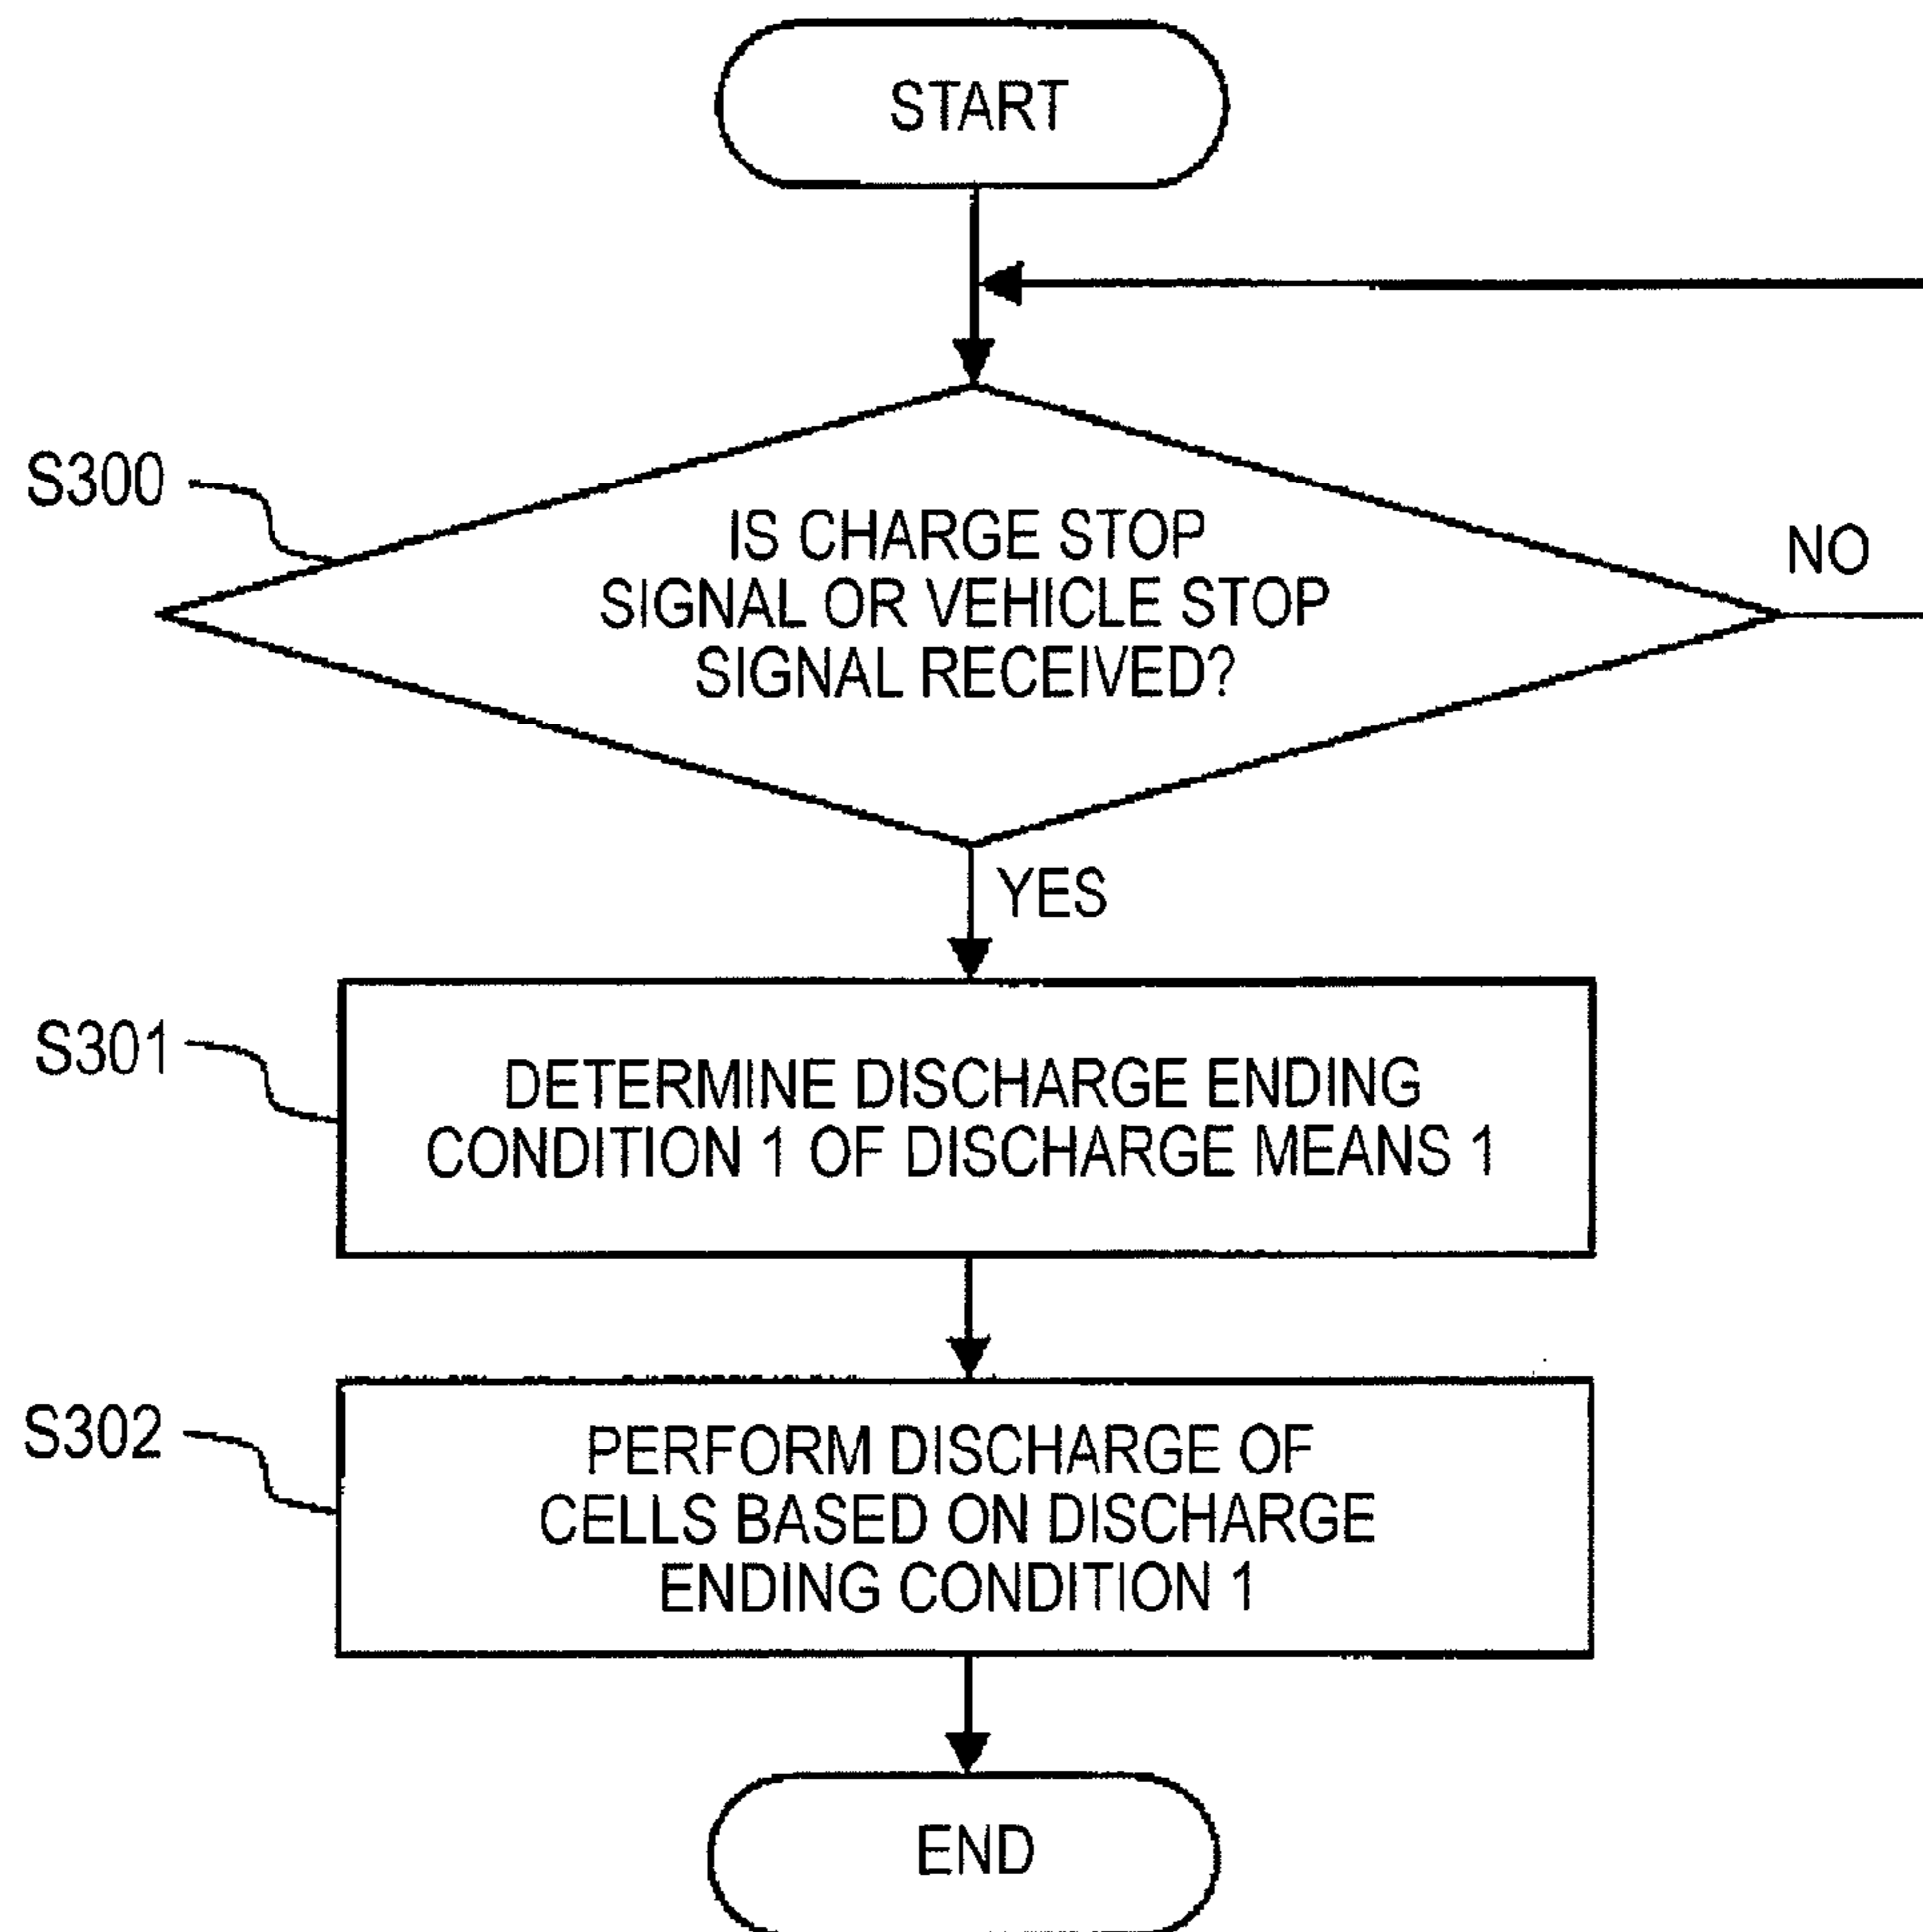 START
S300
IS CHARGE STOP
SIGNAL OR VEHICLE STOP
SIGNAL RECEIVED?
NO
YES
S301
DETERMINE DISCHARGE ENDING
CONDITION 1 OF DISCHARGE MEANS 1
S302
PERFORM DISCHARGE OF
CELLS BASED ON DISCHARGE
ENDING CONDITION 1
END